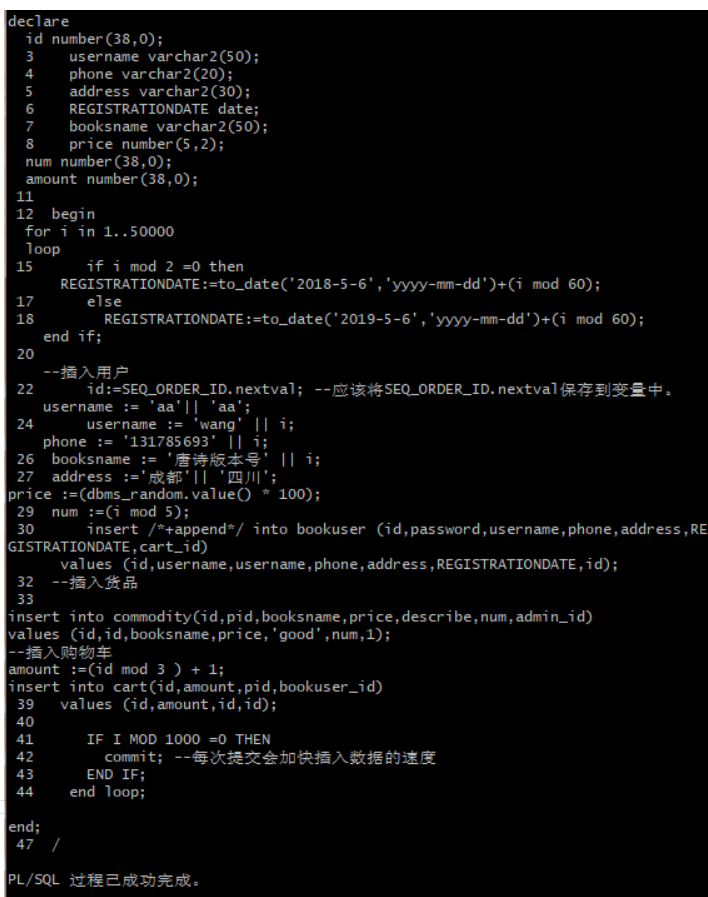 declare
  id number(38,0);
  3     username varchar2(50);
  4     phone varchar2(20);
  5     address varchar2(30);
  6     REGISTRATIONDATE date;
  7     booksname varchar2(50);
  8     price number(5,2);
  num number(38,0);
  amount number(38,0);
 11
 12  begin
  for i in 1..50000
  loop
 15       if i mod 2 =0 then
      REGISTRATIONDATE:=to_date('2018-5-6','yyyy-mm-dd')+(i mod 60);
 17       else
 18         REGISTRATIONDATE:=to_date('2019-5-6','yyyy-mm-dd')+(i mod 60);
    end if;
 20
    --插入用户
 22       id:=SEQ_ORDER_ID.nextval; --应该将SEQ_ORDER_ID.nextval保存到变量中。
    username := 'aa'|| 'aa';
 24       username := 'wang' || i;
    phone := '131785693' || i;
 26  booksname := '唐诗版本号' || i;
 27  address :='成都'|| '四川';
price :=(dbms_random.value() * 100);
 29  num :=(i mod 5);
 30       insert /*+append*/ into bookuser (id,password,username,phone,address,RE
GISTRATIONDATE,cart_id)
      values (id,username,username,phone,address,REGISTRATIONDATE,id);
 32  --插入货品
 33
insert into commodity(id,pid,booksname,price,describe,num,admin_id)
values (id,id,booksname,price,'good',num,1);
--插入购物车
amount :=(id mod 3 ) + 1;
insert into cart(id,amount,pid,bookuser_id)
 39   values (id,amount,id,id);
 40
 41       IF I MOD 1000 =0 THEN
 42         commit; --每次提交会加快插入数据的速度
 43       END IF;
 44     end loop;
end;
 47  /
PL/SQL 过程已成功完成。